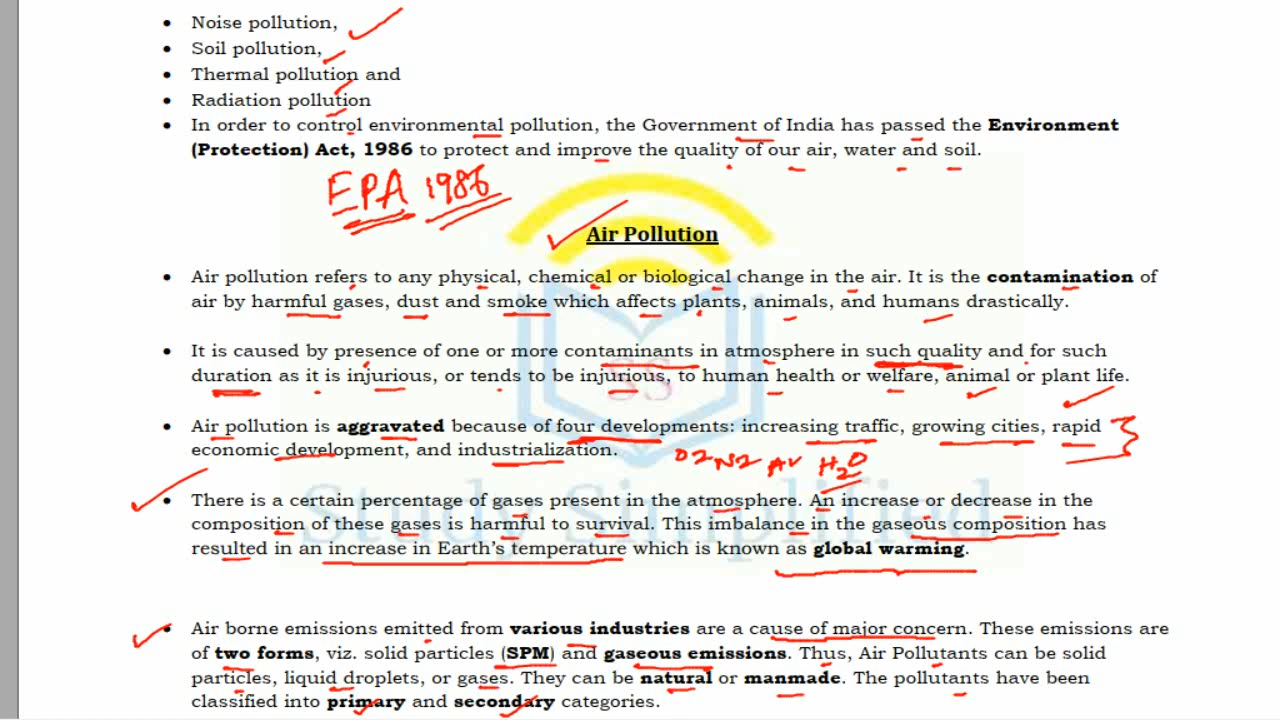 Noise pollution,
Soil pollution,
Thermal pollution and
Radiation pollution
In order to control environmental pollution, the Government of India has passed the Environment
(Protection) Act, 1986 to protect and improve the quality of our air, water and soil.
EPA 1986
Air Pollution
Air pollution refers to any physical, chemical or biological change in the air. It is the contamination of
air by harmful gases, dust and smoke which affects plants, animals, and humans drastically.
It is caused by presence of one or more contaminants in atmosphere in such quality and for such
duration as it is injurious, or tends to be injurious, to human health or welfare, animal or plant life.
SS
Air pollution is aggravated because of four developments: increasing traffic, growing cities, rapid
economic development, and industrialization.
O2 N2 Ar H2O
Study Simplified
There is a certain percentage of gases present in the atmosphere. An increase or decrease in the
composition of these gases is harmful to survival. This imbalance in the gaseous composition has
resulted in an increase in Earth's temperature which is known as global warming.
Air borne emissions emitted from various industries are a cause of major concern. These emissions are
of two forms, viz. solid particles (SPM) and gaseous emissions. Thus, Air Pollutants can be solid
particles, liquid droplets, or gases. They can be natural or manmade. The pollutants have been
classified into primary and secondary categories.